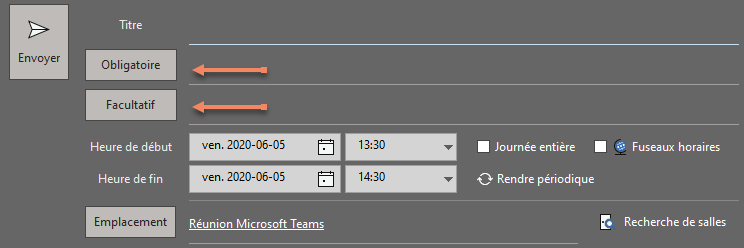 Titre
Envoyer
Obligatoire
Facultatif
Heure de début ven. 2020-06-05 13:30 Journée entière Fuseaux horaires
Heure de fin ven. 2020-06-05 14:30 Rendre périodique
Emplacement Réunion Microsoft Teams Recherche de salles